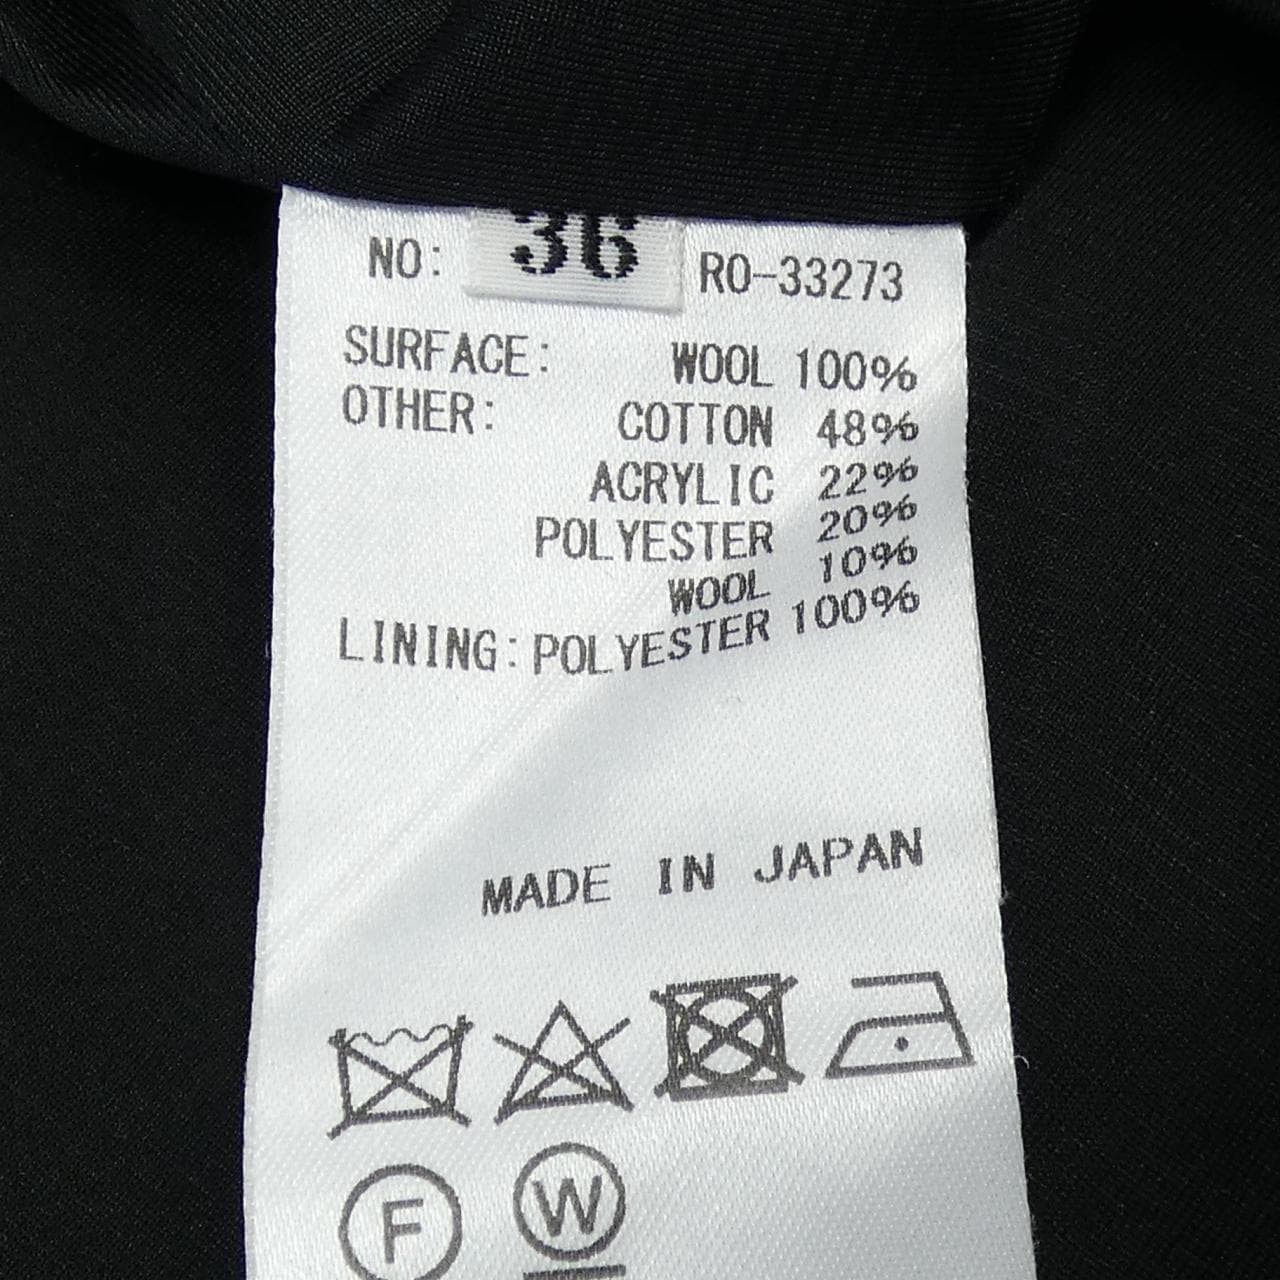 NO: 36 RO-33273
SURFACE: WOOL 100%
OTHER: COTTON 48%
ACRYLIC 22%
POLYESTER 20%
WOOL 10%
LINING: POLYESTER 100%
MADE IN JAPAN
F W